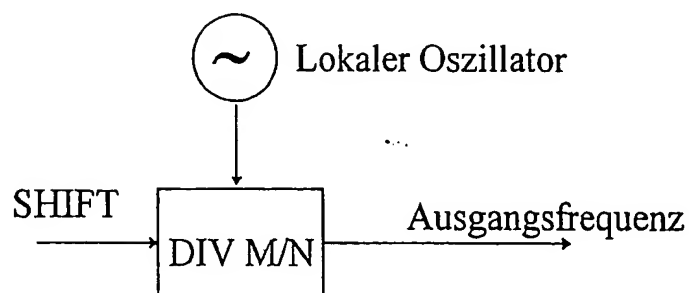 ~
Lokaler Oszillator
SHIFT
DIV M/N
Ausgangsfrequenz